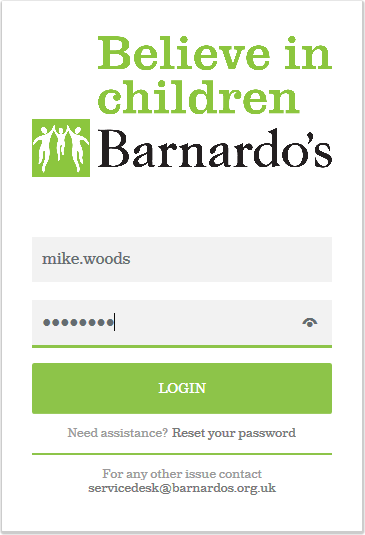 Believe in
children
Barnardo's
mike.woods
••••••••
LOGIN
Need assistance? Reset your password
For any other issue contact
servicedesk@barnardos.org.uk